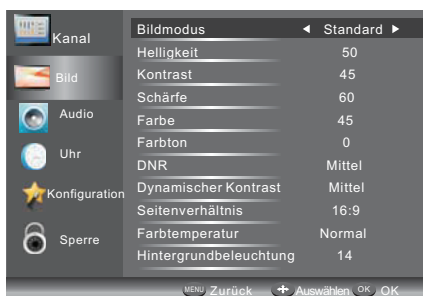 Kanal
Bild
Audio
Uhr
Konfiguration
Sperre
Bildmodus Standard
Helligkeit 50
Kontrast 45
Schärfe 60
Farbe 45
Farbton 0
DNR Mittel
Dynamischer Kontrast Mittel
Seitenverhältnis 16:9
Farbtemperatur Normal
Hintergrundbeleuchtung 14
MENU Zurück Auswählen OK OK